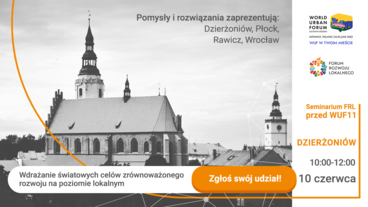 Pomysły i rozwiązania zaprezentują:
Dzierżoniów, Płock,
Rawicz, Wrocław
WORLD
URBAN
FORUM
WUF W TWOIM MIEŚCIE
FORUM
ROZWOJU
LOKALNEGO
Seminarium FRL
przed WUF11
DZIERŻONIÓW
10:00-12:00
10 czerwca
Wdrażanie światowych celów zrównoważonego
rozwoju na poziomie lokalnym
Zgłoś swój udział!